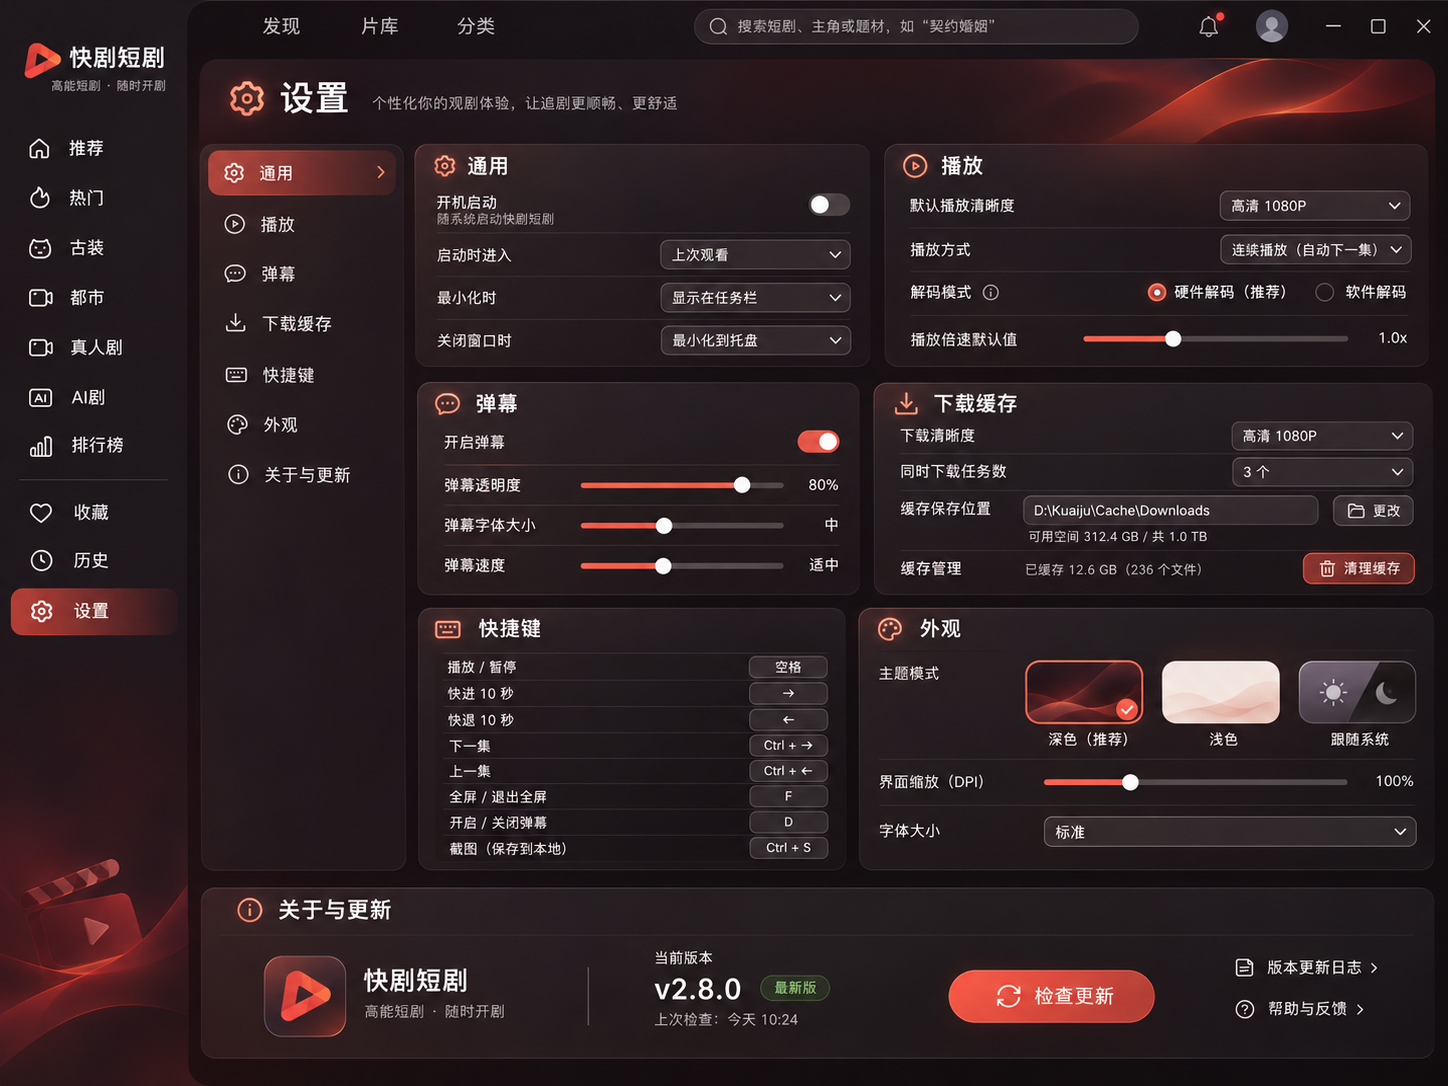 快剧短剧
高能短剧 · 随时开剧
推荐
热门
古装
都市
真人剧
AI剧
排行榜
收藏
历史
设置
发现
片库
分类
搜索短剧、主角或题材，如“契约婚姻”
设置
个性化你的观剧体验，让追剧更顺畅、更舒适
通用
播放
弹幕
下载缓存
快捷键
外观
关于与更新
通用
开机启动
随系统启动快剧短剧
启动时进入
上次观看
最小化时
显示在任务栏
关闭窗口时
最小化到托盘
播放
默认播放清晰度
高清 1080P
播放方式
连续播放（自动下一集）
解码模式
硬件解码（推荐）
软件解码
播放倍速默认值
1.0x
弹幕
开启弹幕
弹幕透明度
80%
弹幕字体大小
中
弹幕速度
适中
下载缓存
下载清晰度
高清 1080P
同时下载任务数
3 个
缓存保存位置
D:\Kuaiju\Cache\Downloads
更改
可用空间 312.4 GB / 共 1.0 TB
缓存管理
已缓存 12.6 GB（236 个文件）
清理缓存
快捷键
播放 / 暂停
空格
快进 10 秒
→
快退 10 秒
←
下一集
Ctrl + →
上一集
Ctrl + ←
全屏 / 退出全屏
F
开启 / 关闭弹幕
D
截图（保存到本地）
Ctrl + S
外观
主题模式
深色（推荐）
浅色
跟随系统
界面缩放（DPI）
100%
字体大小
标准
关于与更新
快剧短剧
高能短剧 · 随时开剧
当前版本
v2.8.0
最新版
上次检查：今天 10:24
检查更新
版本更新日志
帮助与反馈